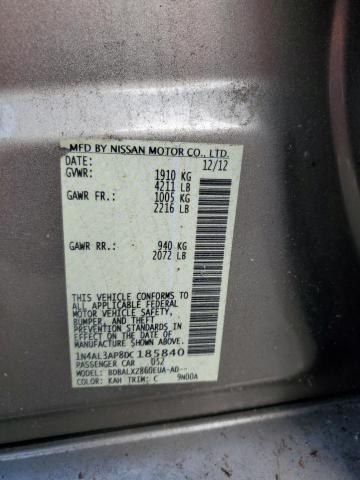 MFD BY NISSAN MOTOR CO., LTD.
DATE: 12/12
GVWR: 1910 KG
4211 LB
GAWR FR.: 1005 KG
2216 LB
GAWR RR.: 940 KG
2072 LB
THIS VEHICLE CONFORMS TO
ALL APPLICABLE FEDERAL
MOTOR VEHICLE SAFETY,
BUMPER, AND THEFT
PREVENTION STANDARDS
IN EFFECT ON THE DATE OF
MANUFACTURE SHOWN ABOVE.
1N4AL3AP8DC185840
PASSENGER CAR 032
MODEL: BDBALXZ860EUA-AD--
COLOR: KAH TRIM: C 9N00A